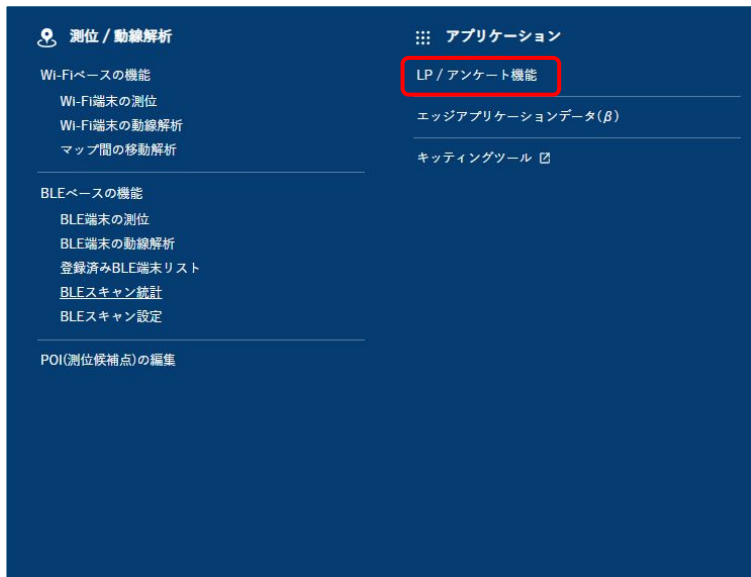 測位 / 動線解析
Wi-Fiベースの機能
Wi-Fi端末の測位
Wi-Fi端末の動線解析
マップ間の移動解析
BLEベースの機能
BLE端末の測位
BLE端末の動線解析
登録済みBLE端末リスト
BLEスキャン統計
BLEスキャン設定
POI(測位候補点)の編集
アプリケーション
LP / アンケート機能
エッジアプリケーションデータ(β)
キッティングツール